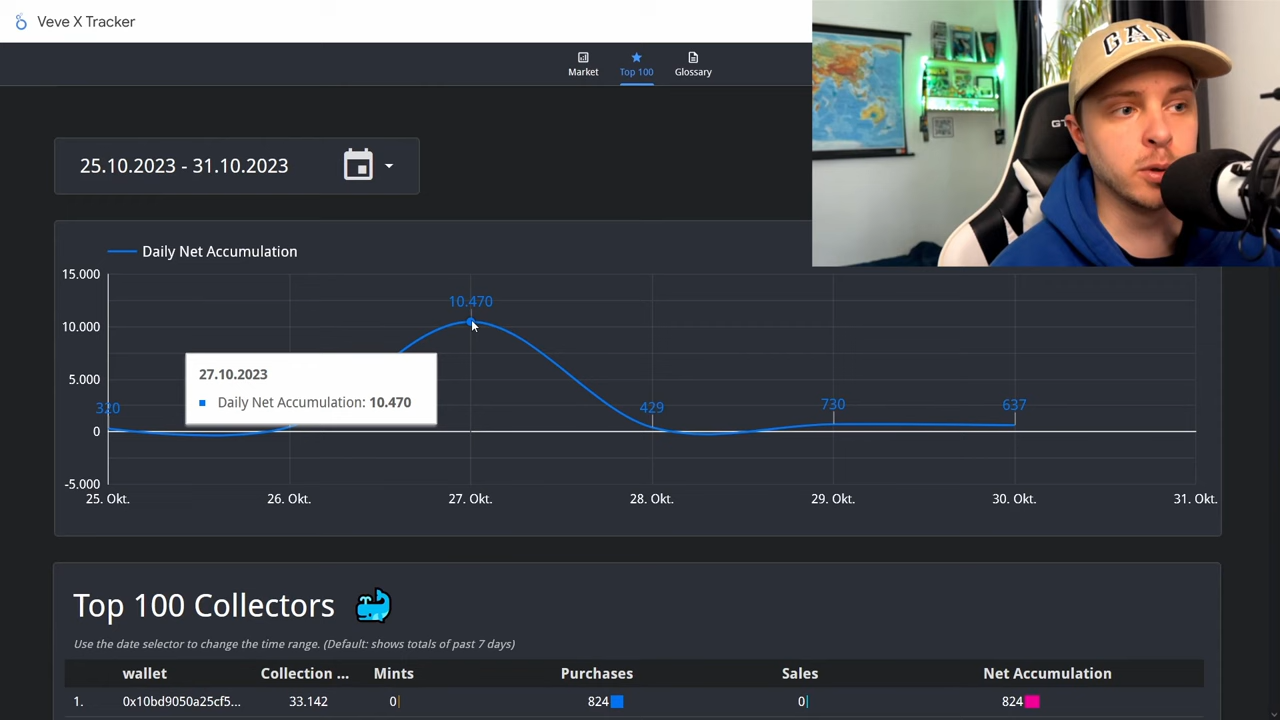 Veve X Tracker
Market
Top 100
Glossary
25.10.2023 - 31.10.2023
Daily Net Accumulation
15.000
10.000
5.000
0
-5.000
320
10.470
429
730
637
27.10.2023
Daily Net Accumulation: 10.470
25. Okt.
26. Okt.
27. Okt.
28. Okt.
29. Okt.
30. Okt.
31. Okt.
Top 100 Collectors
Use the date selector to change the time range. (Default: shows totals of past 7 days)
wallet Collection ... Mints Purchases Sales Net Accumulation
1. 0x10bd9050a25cf5... 33.142 0 824 0 824
GAP
GT